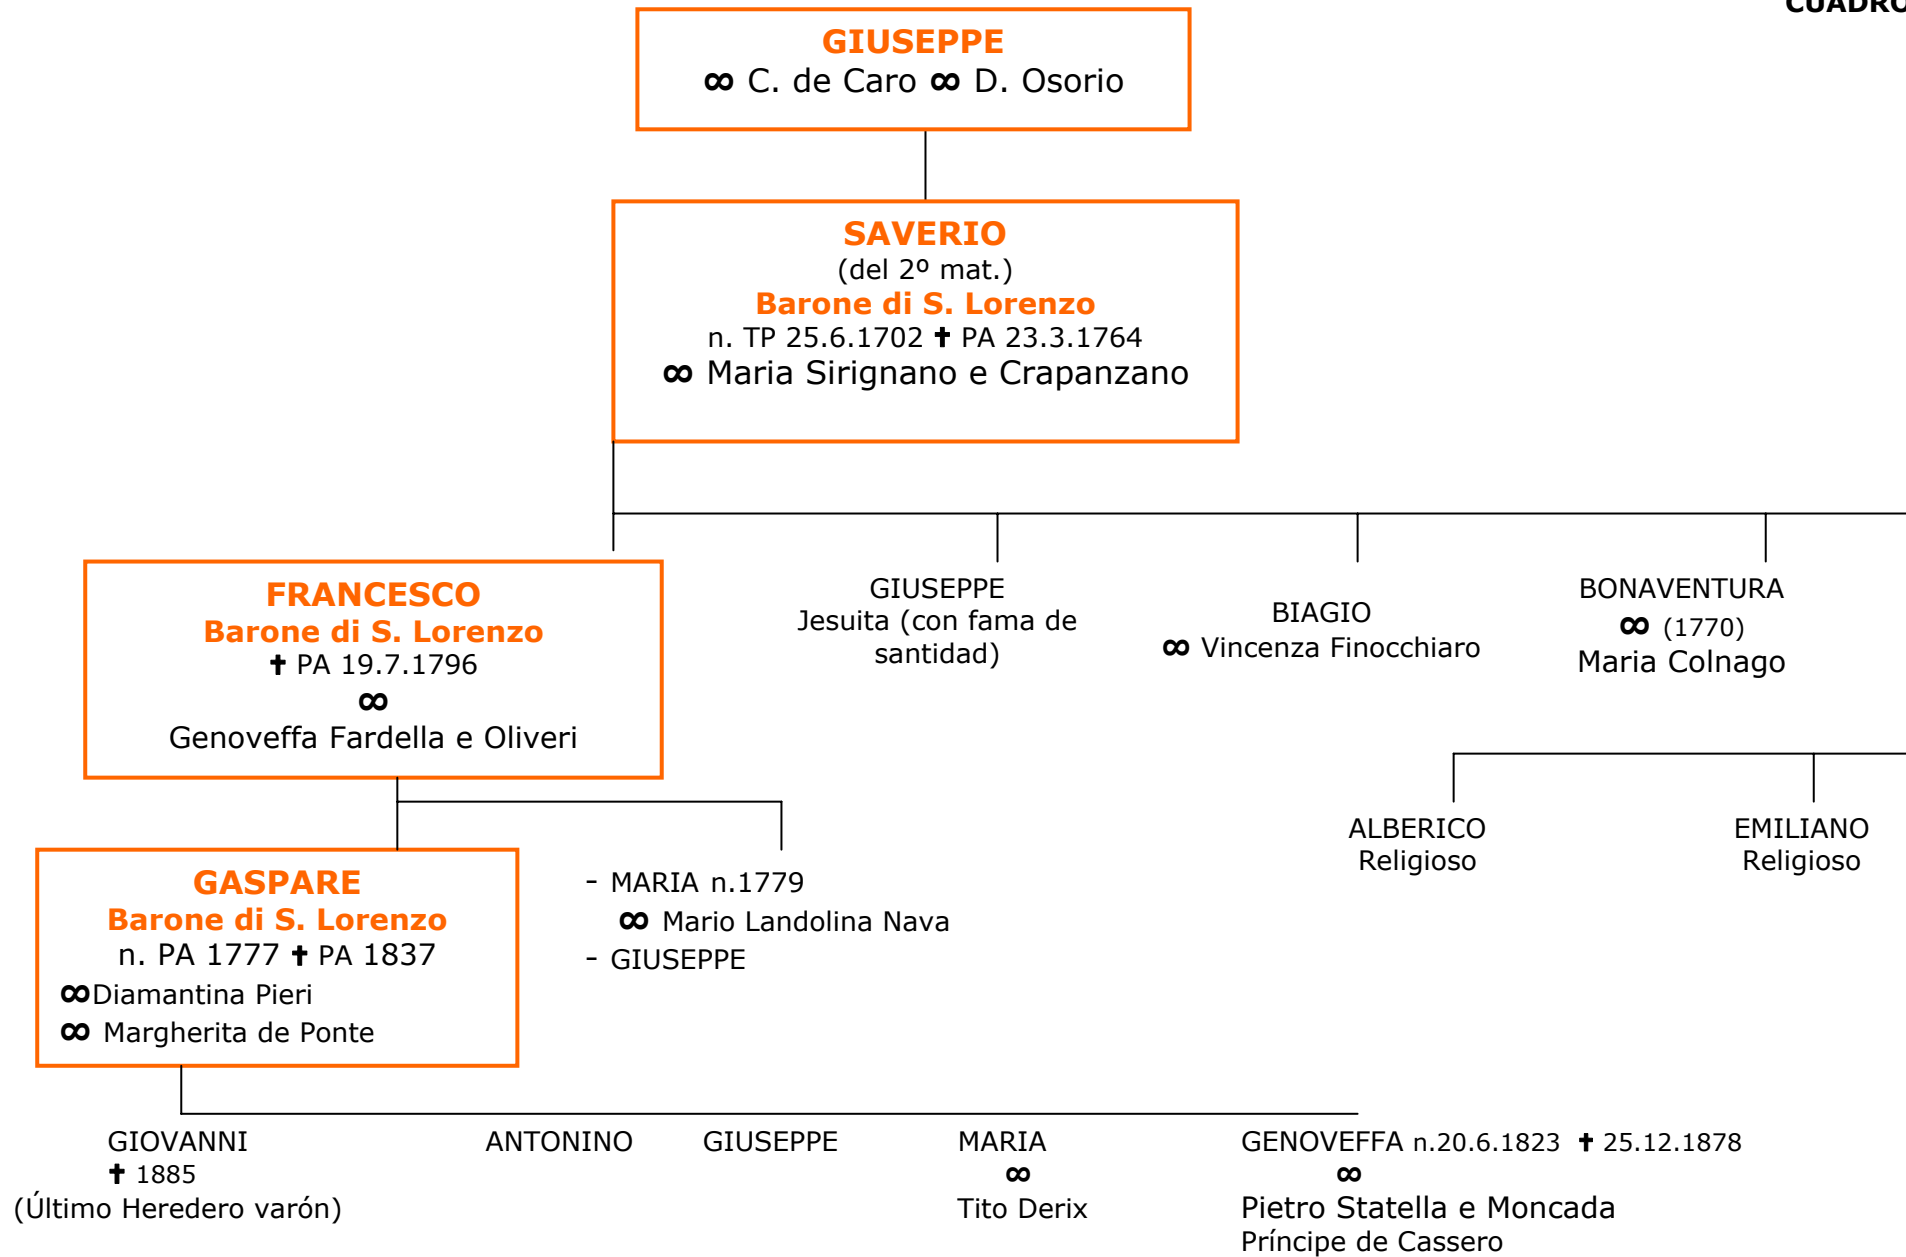 CUADRO
GIUSEPPE
∞ C. de Caro ∞ D. Osorio
SAVERIO
(del 2º mat.)
Barone di S. Lorenzo
n. TP 25.6.1702 ✝ PA 23.3.1764
∞ Maria Sirignano e Crapanzano
FRANCESCO
Barone di S. Lorenzo
✝ PA 19.7.1796
∞
Genoveffa Fardella e Oliveri
GIUSEPPE
Jesuita (con fama de
santidad)
BIAGIO
∞ Vincenza Finocchiaro
BONAVENTURA
∞ (1770)
Maria Colnago
ALBERICO
Religioso
EMILIANO
Religioso
GASPARE
Barone di S. Lorenzo
n. PA 1777 ✝ PA 1837
∞Diamantina Pieri
∞ Margherita de Ponte
- MARIA n.1779
∞ Mario Landolina Nava
- GIUSEPPE
GIOVANNI
✝ 1885
(Último Heredero varón)
ANTONINO
GIUSEPPE
MARIA
∞
Tito Derix
GENOVEFFA n.20.6.1823 ✝ 25.12.1878
∞
Pietro Statella e Moncada
Príncipe de Cassero